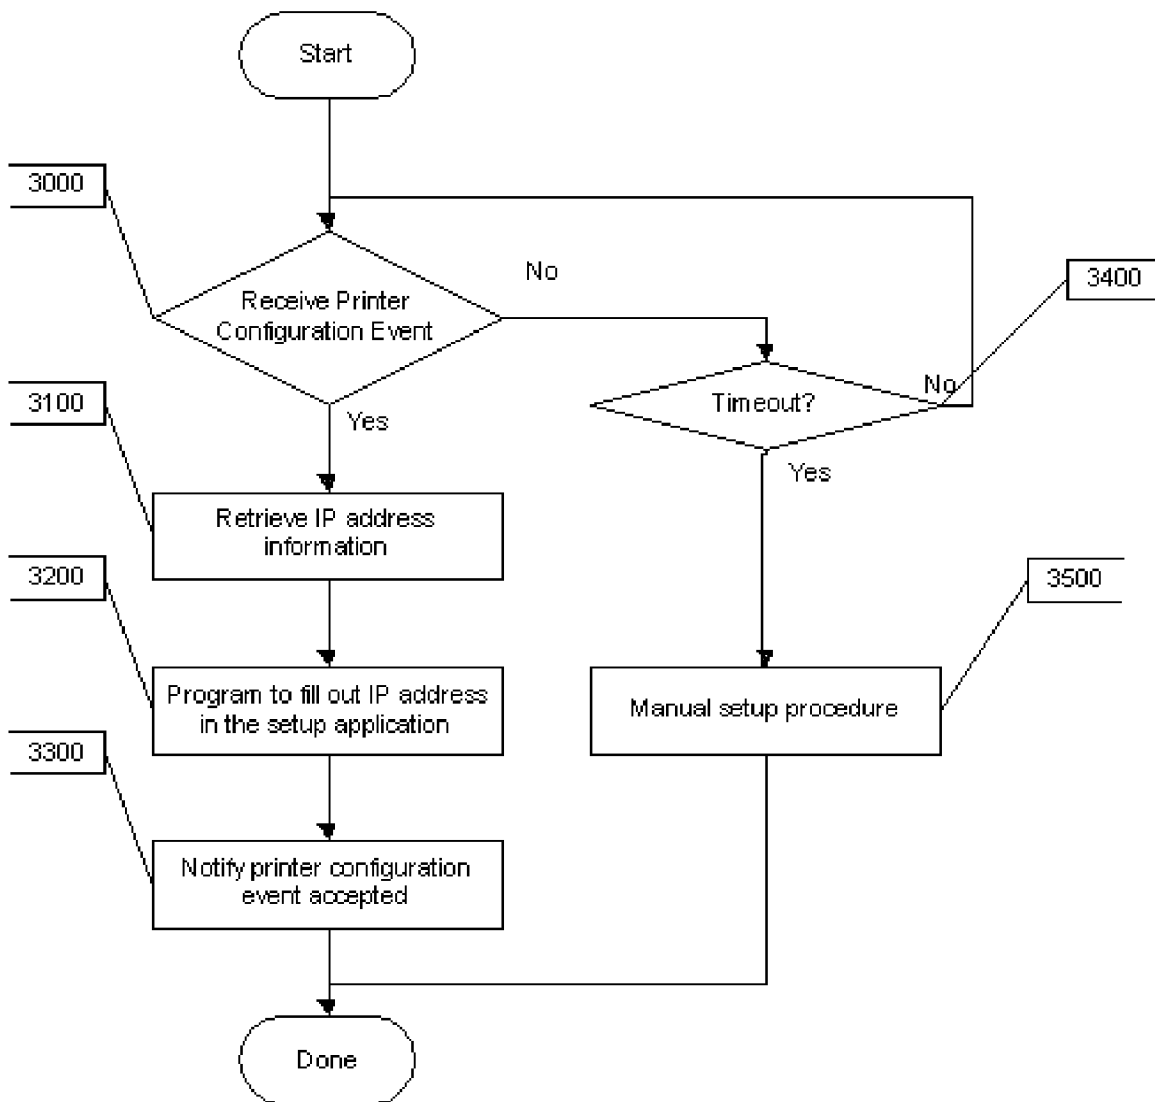 Start
3000
Receive Printer
Configuration Event
No
3400
3100
Yes
Timeout?
No
Yes
Retrieve IP address
information
3200
3500
Program to fill out IP address
in the setup application
Manual setup procedure
3300
Notify printer configuration
event accepted
Done